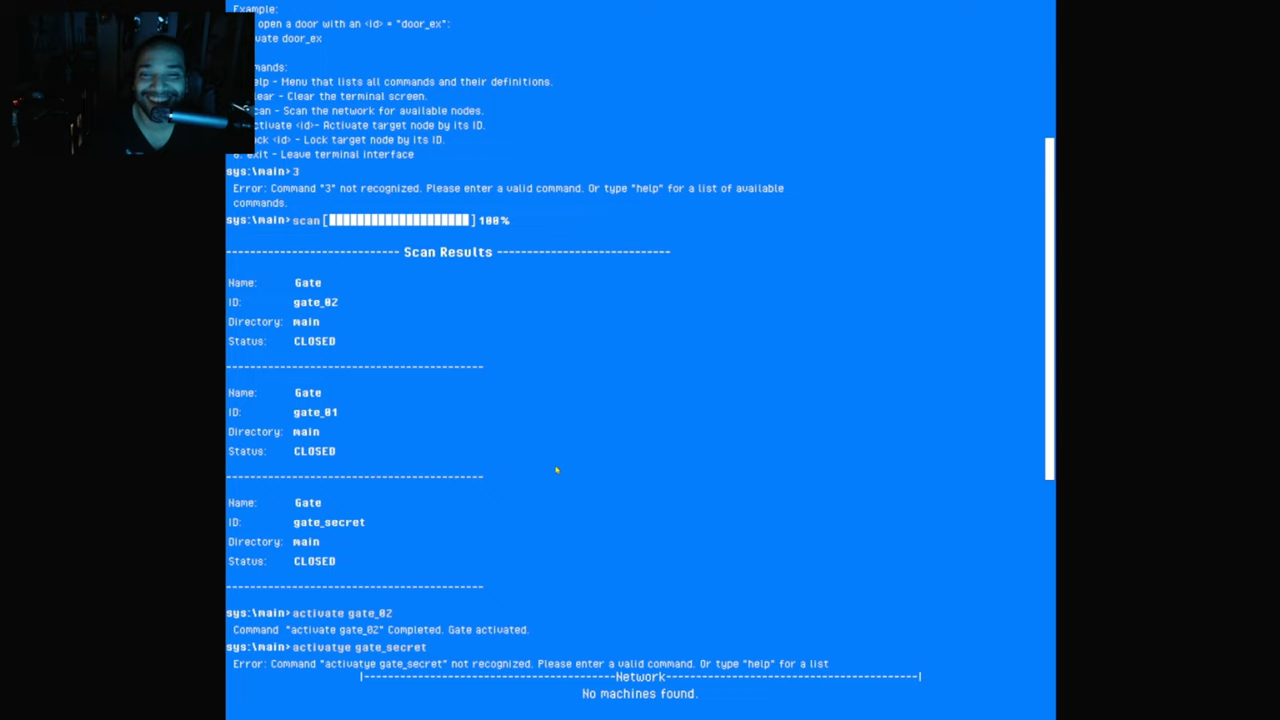 Example:
open a door with an <id> = "door_ex":
vate door_ex
mands:
elp - Menu that lists all commands and their definitions.
lear - Clear the terminal screen.
can - Scan the network for available nodes.
ctivate <id>- Activate target node by its ID.
ock <id> - Lock target node by its ID.
6. exit - Leave terminal interface
sys:\main>3
Error: Command "3" not recognized. Please enter a valid command. Or type "help" for a list of available
commands.
sys:\main>scan [████████████████████] 100%
---------------------------- Scan Results ----------------------------
Name: Gate
ID: gate_02
Directory: main
Status: CLOSED
-------------------------------------------
Name: Gate
ID: gate_01
Directory: main
Status: CLOSED
-------------------------------------------
Name: Gate
ID: gate_secret
Directory: main
Status: CLOSED
-------------------------------------------
sys:\main>activate gate_02
Command "activate gate_02" Completed. Gate activated.
sys:\main>activatye gate_secret
Error: Command "activatye gate_secret" not recognized. Please enter a valid command. Or type "help" for a list
|------------------------------------------Network------------------------------------------|
No machines found.